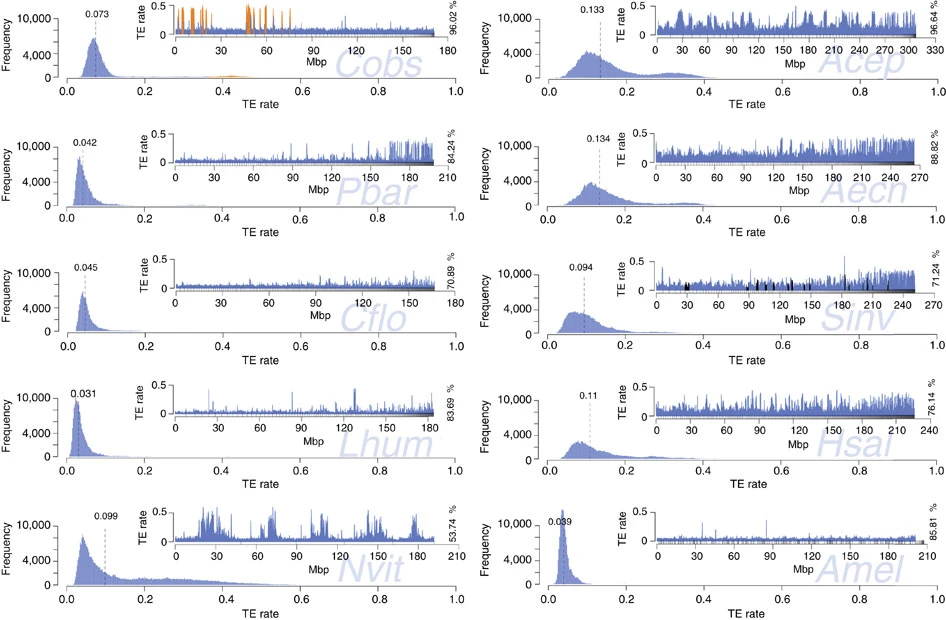 Frequency
10,000
4,000
0
0.073
0.0 0.2 0.4 0.6 0.8 1.0
TE rate
TE rate
0.5
0
0 30 60 90 120 150 180
Mbp
96.02 %
Cobs
Frequency
10,000
4,000
0
0.133
0.0 0.2 0.4 0.6 0.8 1.0
TE rate
TE rate
0.5
0
0 30 60 90 120 150 180 210 240 270 300 330
Mbp
96.64 %
Acep
Frequency
10,000
4,000
0
0.042
0.0 0.2 0.4 0.6 0.8 1.0
TE rate
TE rate
0.5
0
0 30 60 90 120 150 180 210
Mbp
84.24 %
Pbar
Frequency
10,000
4,000
0
0.134
0.0 0.2 0.4 0.6 0.8 1.0
TE rate
TE rate
0.5
0
0 30 60 90 120 150 180 210 240 270
Mbp
88.82 %
Aech
Frequency
10,000
4,000
0
0.045
0.0 0.2 0.4 0.6 0.8 1.0
TE rate
TE rate
0.5
0
0 30 60 90 120 150 180
Mbp
70.89 %
Cflo
Frequency
10,000
4,000
0
0.094
0.0 0.2 0.4 0.6 0.8 1.0
TE rate
TE rate
0.5
0
0 30 60 90 120 150 180 210 240 270
Mbp
71.24 %
Sinv
Frequency
10,000
4,000
0
0.031
0.0 0.2 0.4 0.6 0.8 1.0
TE rate
TE rate
0.5
0
0 30 60 90 120 150 180
Mbp
83.69 %
Lhum
Frequency
10,000
4,000
0
0.11
0.0 0.2 0.4 0.6 0.8 1.0
TE rate
TE rate
0.5
0
0 30 60 90 120 150 180 210 240
Mbp
76.14 %
Hsal
Frequency
10,000
4,000
0
0.099
0.0 0.2 0.4 0.6 0.8 1.0
TE rate
TE rate
0.5
0
0 30 60 90 120 150 180 210
Mbp
53.74 %
Nvit
Frequency
10,000
4,000
0
0.039
0.0 0.2 0.4 0.6 0.8 1.0
TE rate
TE rate
0.5
0
0 30 60 90 120 150 180 210
Mbp
85.81 %
Amel